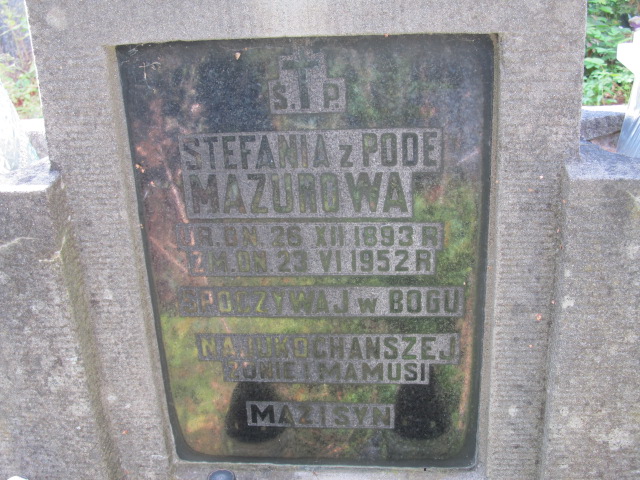 Ś.P.
STEFANIA z PODE
MAZUROWA
UR. DN 26 XII 1893 R
ZM. DN 23 VI 1952 R
SPOCZYWAJ w BOGU
NAJUKOCHANSZEJ
ŻONIE I MAMUSI
MĄŻ I SYN